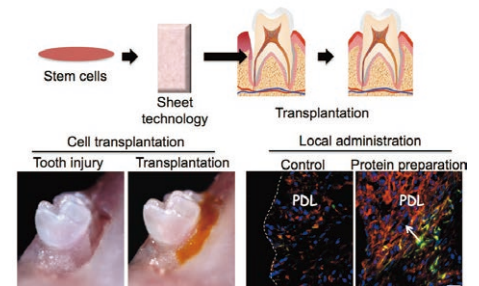 Stem cells
Sheet
technology
Transplantation
Cell transplantation
Local administration
Tooth injury
Transplantation
Control
Protein preparation
PDL
PDL